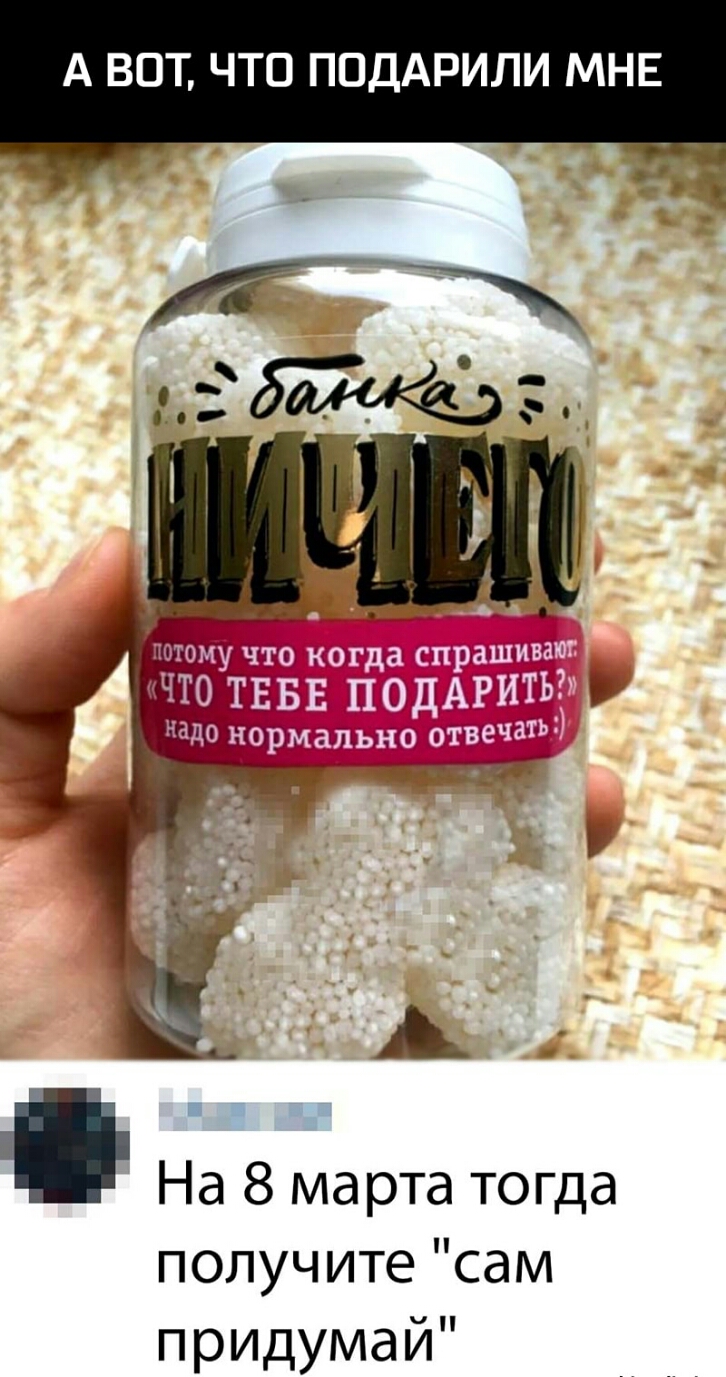 А ВОТ, ЧТО ПОДАРИЛИ МНЕ
банка
НИЧЕГО
потому что когда спрашивают:
«ЧТО ТЕБЕ ПОДАРИТЬ?»
надо нормально отвечать :)
На 8 марта тогда
получите "сам
придумай"